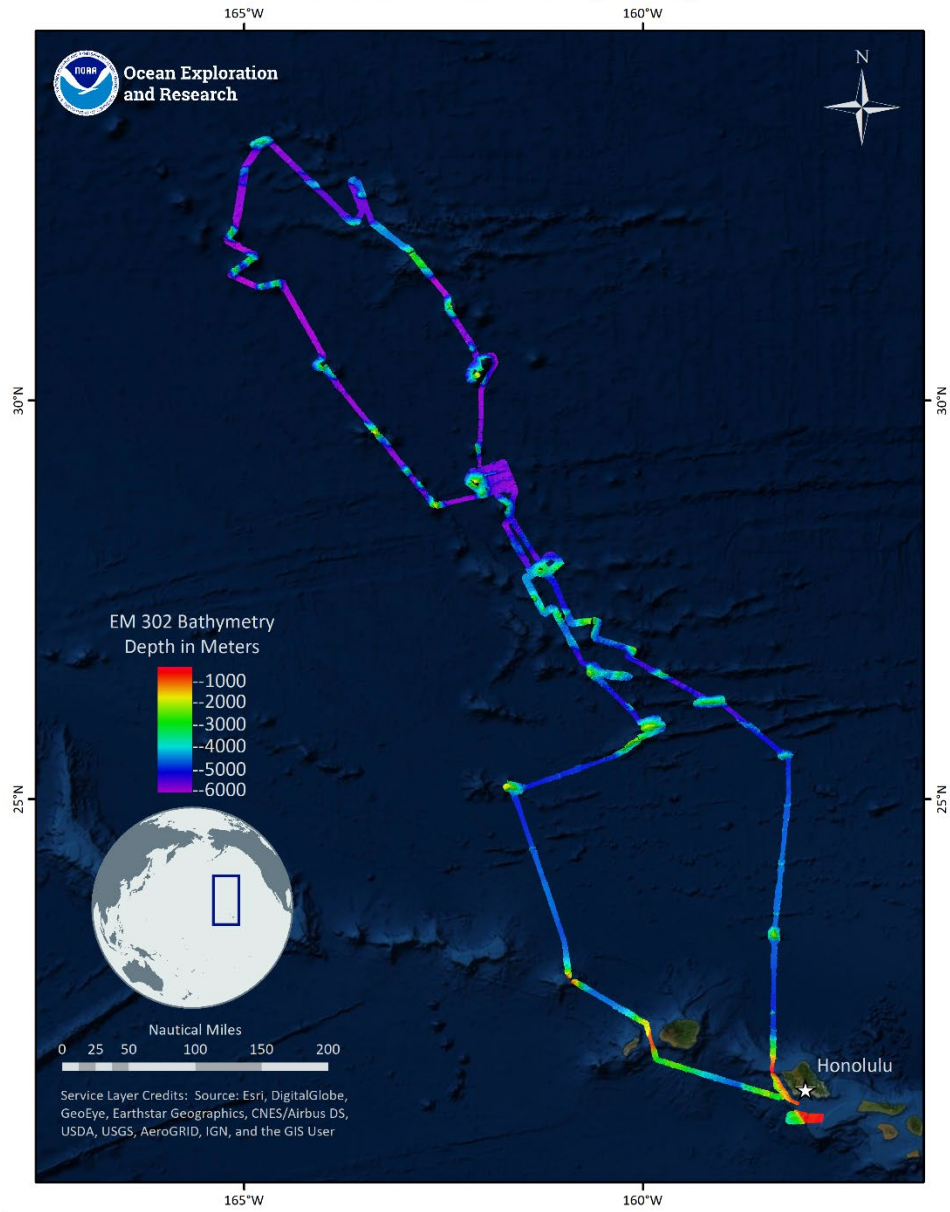 165°W
160°W
NOAA
Ocean Exploration
and Research
N
30°N
30°N
EM 302 Bathymetry
Depth in Meters
--1000
--2000
--3000
--4000
--5000
--6000
25°N
25°N
Nautical Miles
0 25 50 100 150 200
Honolulu
Service Layer Credits: Source: Esri, DigitalGlobe,
GeoEye, Earthstar Geographics, CNES/Airbus DS,
USDA, USGS, AeroGRID, IGN, and the GIS User
165°W
160°W